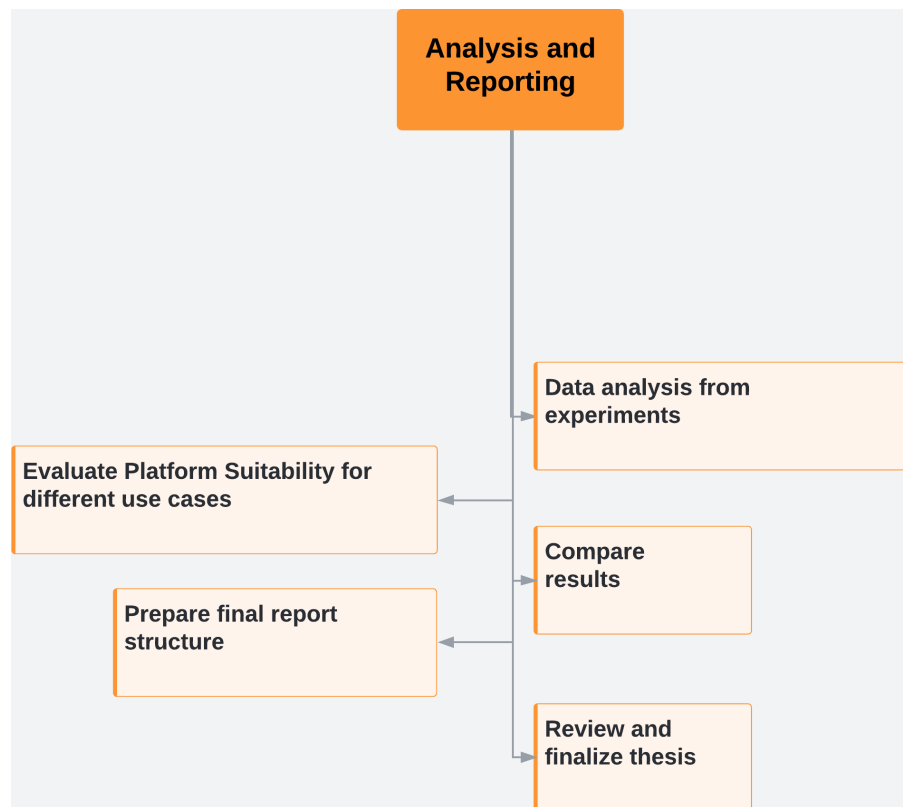 Analysis and
Reporting
Data analysis from
experiments
Evaluate Platform Suitability for
different use cases
Compare
results
Prepare final report
structure
Review and
finalize thesis